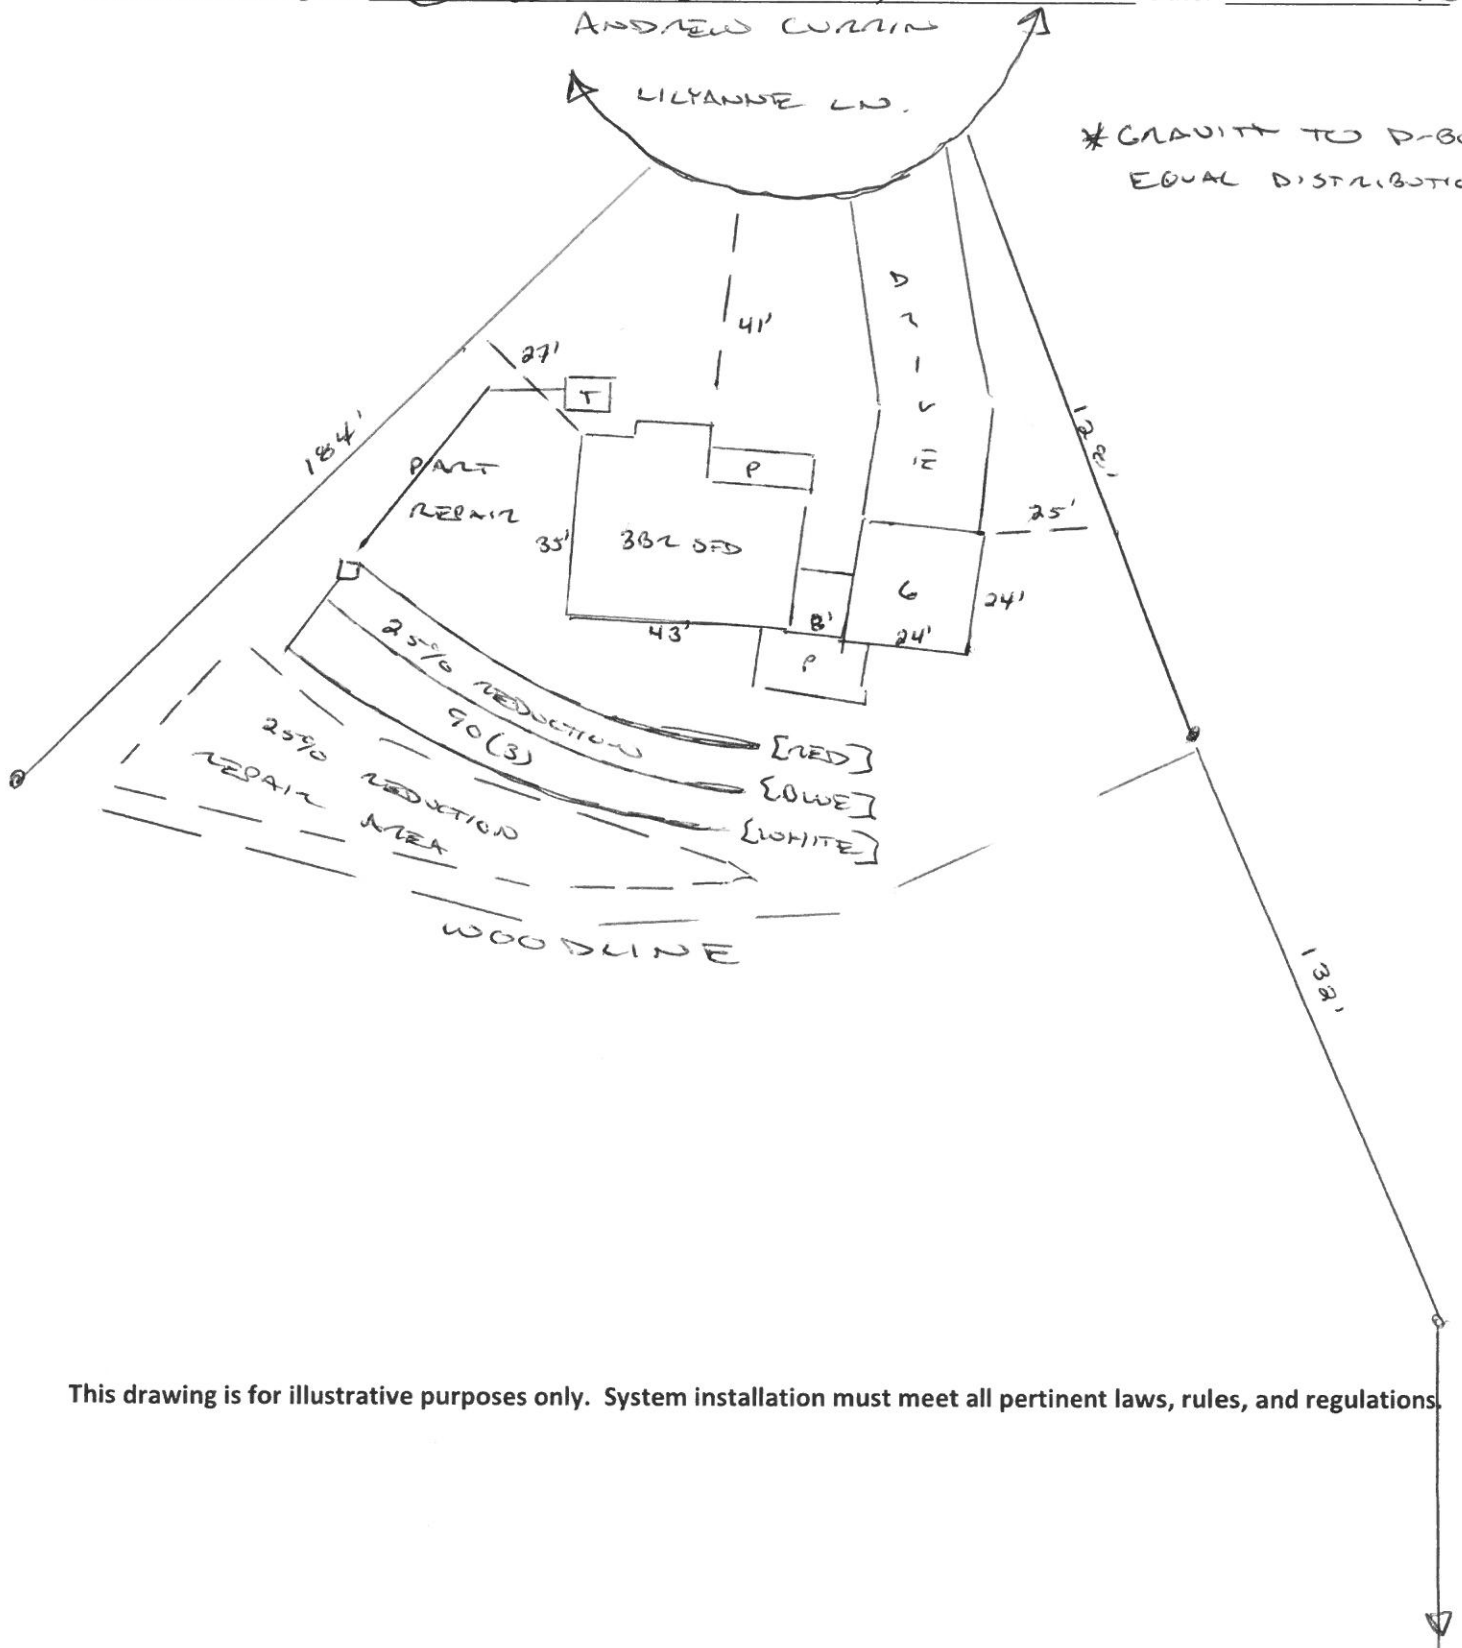 ANDREW CURRIN
LILYANNE LN.
* GRAVITY TO D-BO
EQUAL DISTRIBUTIO
DRIVE
41'
27'
T
184'
128'
PART
REPAIR
P
25'
35'
3BR SFD
G
24'
8'
24'
43'
P
25% REDUCTION
90(3)
[RED]
[BLUE]
[WHITE]
25% REDUCTION
REPAIR AREA
WOODLINE
132'
This drawing is for illustrative purposes only. System installation must meet all pertinent laws, rules, and regulations.